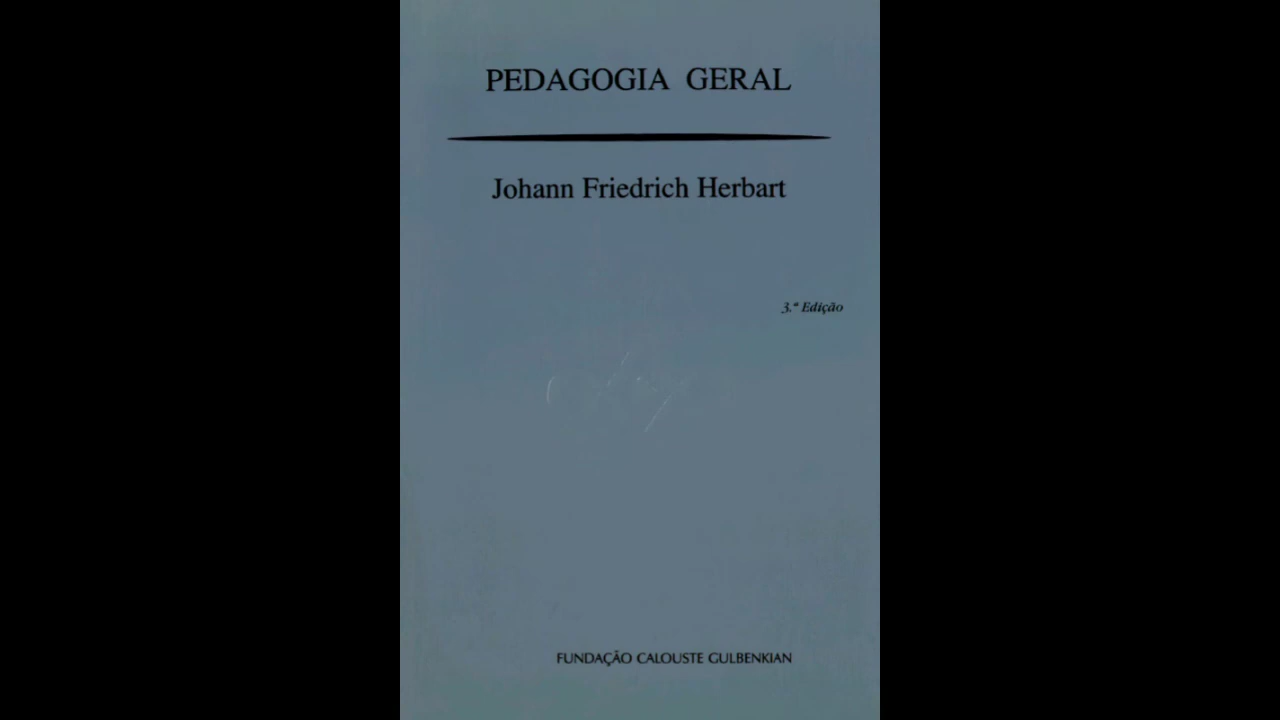 PEDAGOGIA GERAL
Johann Friedrich Herbart
3.ª Edição
FUNDAÇÃO CALOUSTE GULBENKIAN